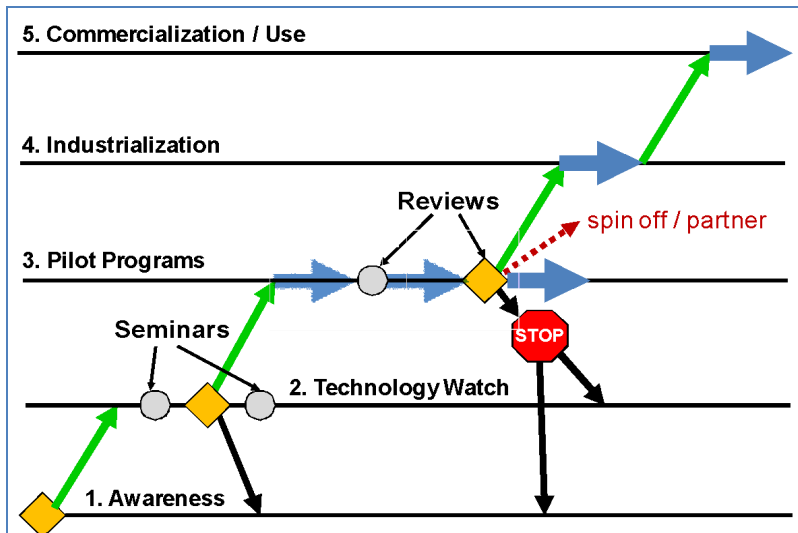 5. Commercialization / Use
4. Industrialization
Reviews
spin off / partner
3. Pilot Programs
Seminars
STOP
2. Technology Watch
1. Awareness